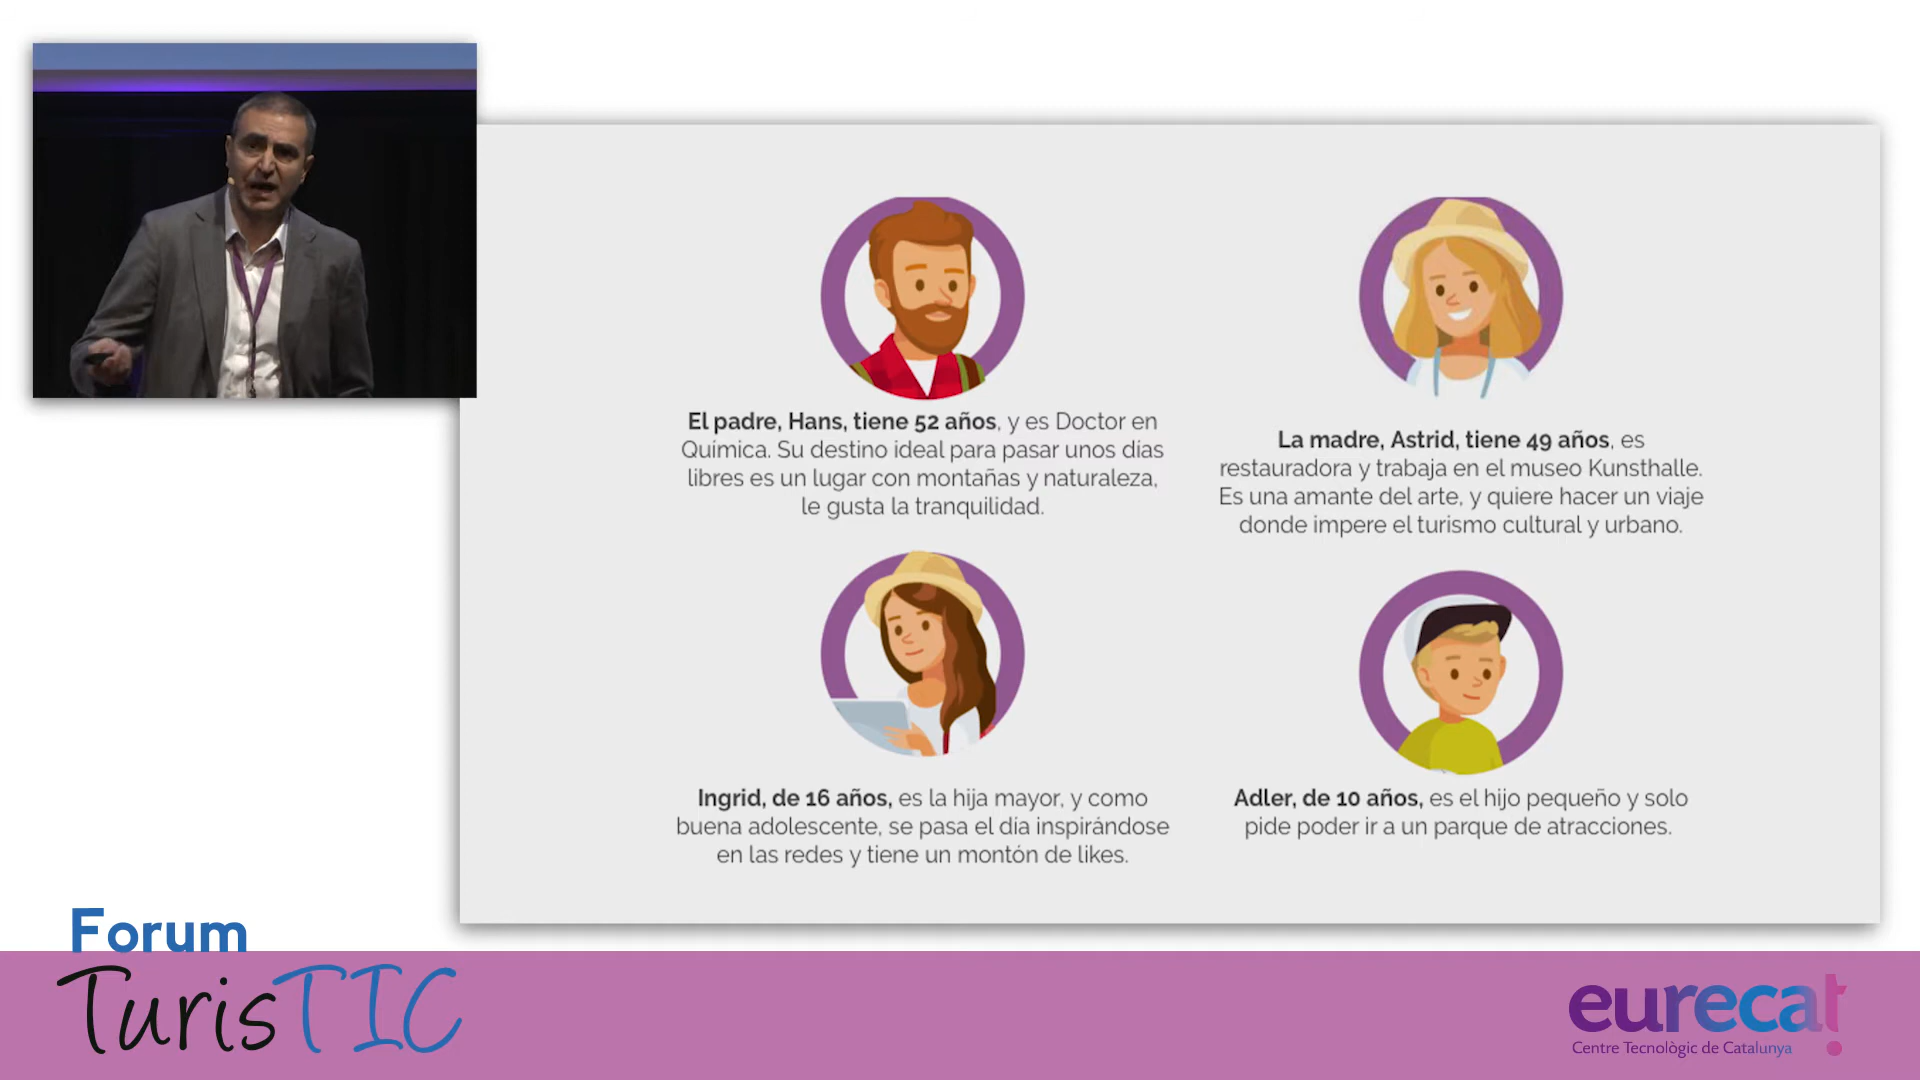 El padre, Hans, tiene 52 años, y es Doctor en
Química. Su destino ideal para pasar unos días
libres es un lugar con montañas y naturaleza,
le gusta la tranquilidad.
La madre, Astrid, tiene 49 años, es
restauradora y trabaja en el museo Kunsthalle.
Es una amante del arte, y quiere hacer un viaje
donde impere el turismo cultural y urbano.
Ingrid, de 16 años, es la hija mayor, y como
buena adolescente, se pasa el día inspirándose
en las redes y tiene un montón de likes.
Adler, de 10 años, es el hijo pequeño y solo
pide poder ir a un parque de atracciones.
Forum
TurisTIC
eurecat
Centre Tecnològic de Catalunya